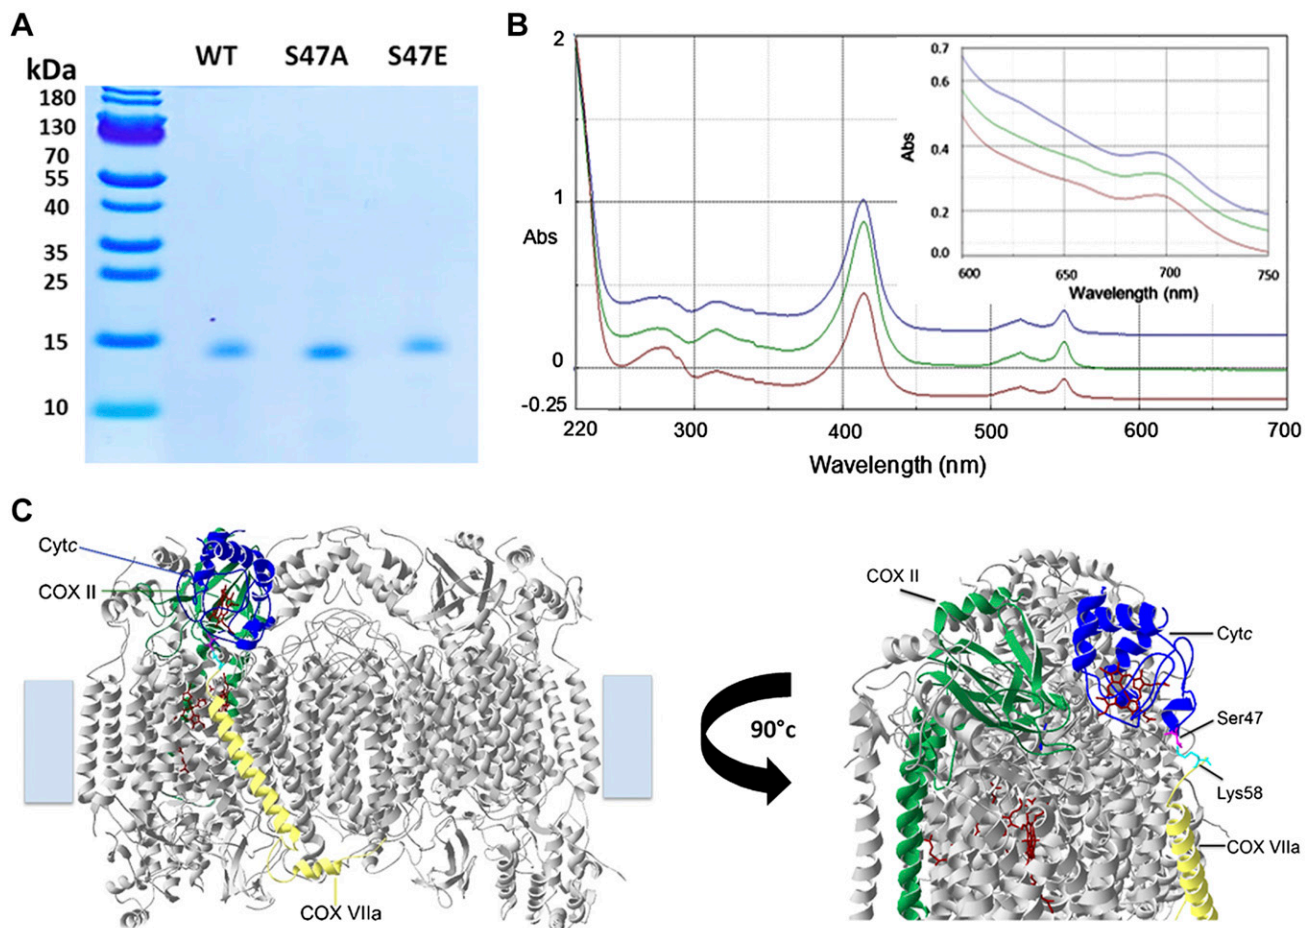 A
WT S47A S47E
kDa
180
130
70
55
40
35
25
15
10
B
2
1
Abs
0
-0.25
220 300 400 500 600 700
Wavelength (nm)
0.7
0.6
Abs
0.4
0.2
0.0
600 650 700 750
Wavelength (nm)
C
Cytc
COX II
COX VIIa
90°c
COX II
Cytc
Ser47
Lys58
COX VIIa